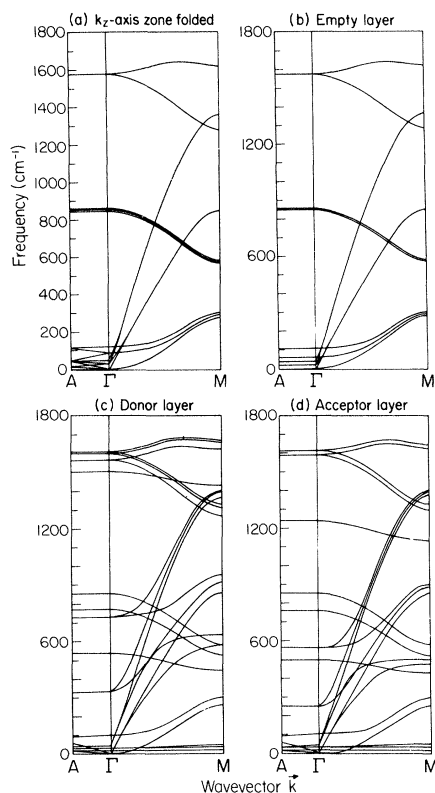 (a) kz-axis zone folded
(b) Empty layer
1800
1600
1400
1200
1000
800
600
400
200
0
1800
1200
600
0
A Γ M
A Γ M
(c) Donor layer
(d) Acceptor layer
1800
1200
600
0
1800
1200
600
0
A Γ M
A Γ M
Frequency (cm⁻¹)
Wavevector k⃗